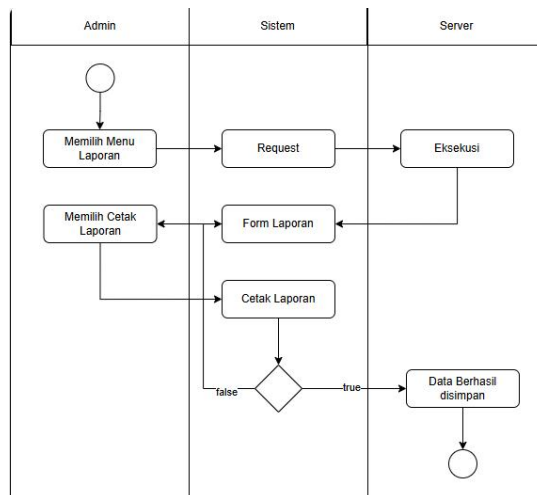 Admin
Sistem
Server
Memilih Menu
Laporan
Request
Eksekusi
Memilih Cetak
Laporan
Form Laporan
Cetak Laporan
false
true
Data Berhasil
disimpan